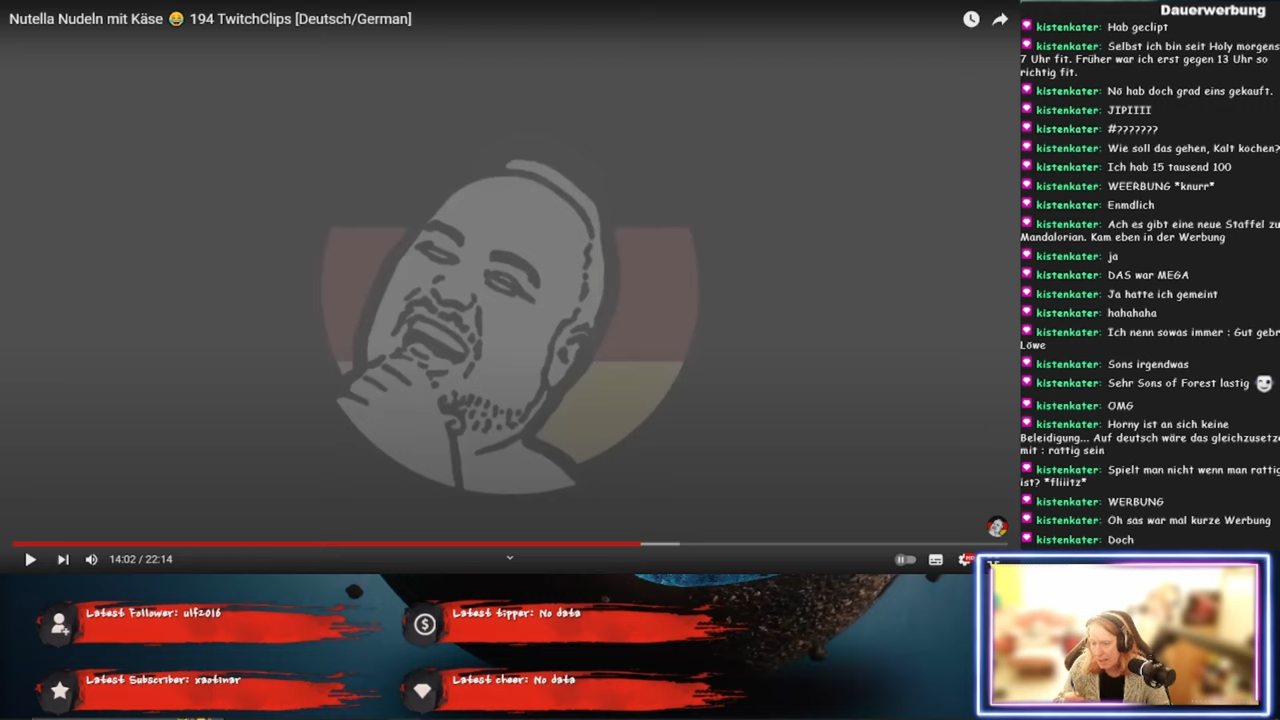 Nutella Nudeln mit Käse 😂 194 TwitchClips [Deutsch/German]
Dauerwerbung
kistenkater: Hab geclipt
kistenkater: Selbst ich bin seit Holy morgens
7 Uhr fit. Früher war ich erst gegen 13 Uhr so
richtig fit.
kistenkater: Nö hab doch grad eins gekauft.
kistenkater: JIPIIII
kistenkater: #???????
kistenkater: Wie soll das gehen, Kalt kochen?
kistenkater: Ich hab 15 tausend 100
kistenkater: WEERBUNG *knurr*
kistenkater: Enmdlich
kistenkater: Ach es gibt eine neue Staffel zu
Mandalorian. Kam eben in der Werbung
kistenkater: ja
kistenkater: DAS war MEGA
kistenkater: Ja hatte ich gemeint
kistenkater: hahahaha
kistenkater: Ich nenn sowas immer : Gut gebr
Löwe
kistenkater: Sons irgendwas
kistenkater: Sehr Sons of Forest lastig
kistenkater: OMG
kistenkater: Horny ist an sich keine
Beleidigung... Auf deutsch wäre das gleichzusetze
mit : rattig sein
kistenkater: Spielt man nicht wenn man rattig
ist? *fliiitz*
kistenkater: WERBUNG
kistenkater: Oh sas war mal kurze Werbung
kistenkater: Doch
14:02 / 22:14
Latest Follower: ulfz016
Latest tipper: No data
Latest Subscriber: xaotinar
Latest cheer: No data